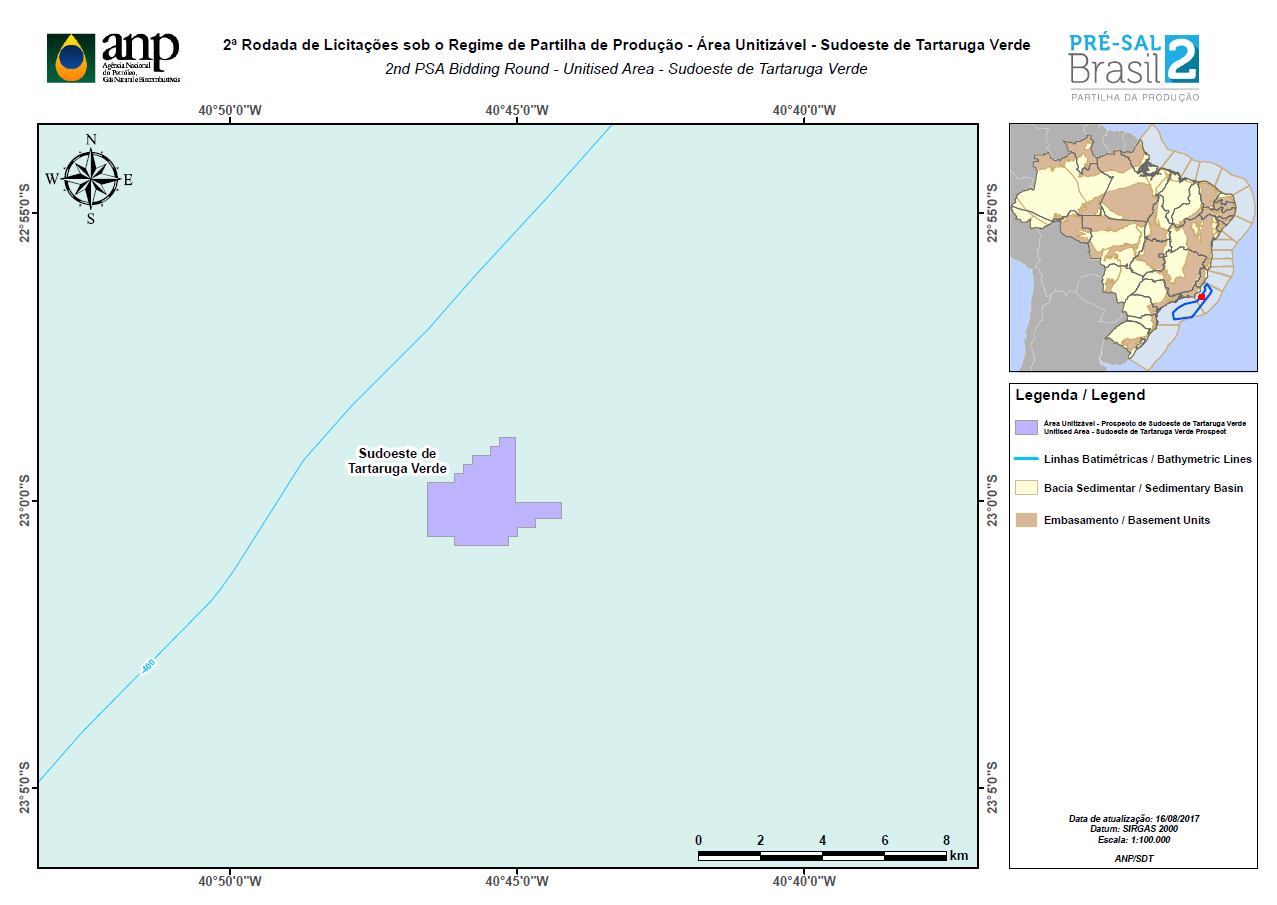 anp
Agência Nacional
do Petróleo,
Gás Natural e Biocombustíveis
2ª Rodada de Licitações sob o Regime de Partilha de Produção - Área Unitizável - Sudoeste de Tartaruga Verde
2nd PSA Bidding Round - Unitised Area - Sudoeste de Tartaruga Verde
PRÉ-SAL
Brasil 2
PARTILHA DA PRODUÇÃO
40°50'0"W 40°45'0"W 40°40'0"W
N
W E
S
22°55'0"S 22°55'0"S
Sudoeste de
Tartaruga Verde
23°0'0"S 23°0'0"S
-400
23°5'0"S 23°5'0"S
0 2 4 6 8
km
40°50'0"W 40°45'0"W 40°40'0"W
Legenda / Legend
Área Unitizável - Prospecto de Sudoeste de Tartaruga Verde
Unitised Area - Sudoeste de Tartaruga Verde Prospect
Linhas Batimétricas / Bathymetric Lines
Bacia Sedimentar / Sedimentary Basin
Embasamento / Basement Units
Data de atualização: 16/08/2017
Datum: SIRGAS 2000
Escala: 1:100.000
ANP/SDT